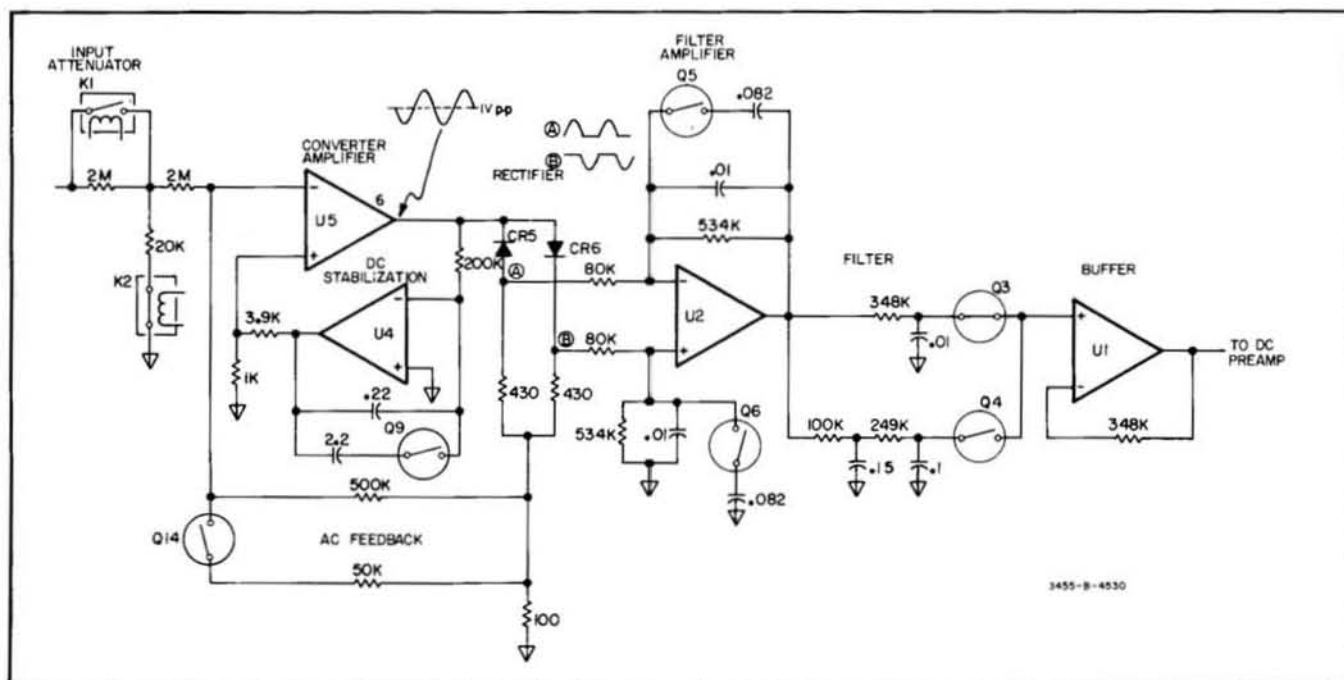 INPUT
ATTENUATOR
K1
2M
2M
20K
K2
CONVERTER
AMPLIFIER
-
6
U5
+
1V p-p
DC
STABILIZATION
200K
-
U4
+
3.9K
1K
.22
2.2
Q9
500K
Q14
AC FEEDBACK
50K
100
A
B
RECTIFIER
CR5
CR6
A
B
80K
80K
430
430
FILTER
AMPLIFIER
Q5
.082
.01
534K
-
U2
+
534K
.01
Q6
.082
FILTER
348K
.01
Q3
100K
249K
Q4
.15
.1
BUFFER
+
U1
-
TO DC
PREAMP
348K
3455-B-4530